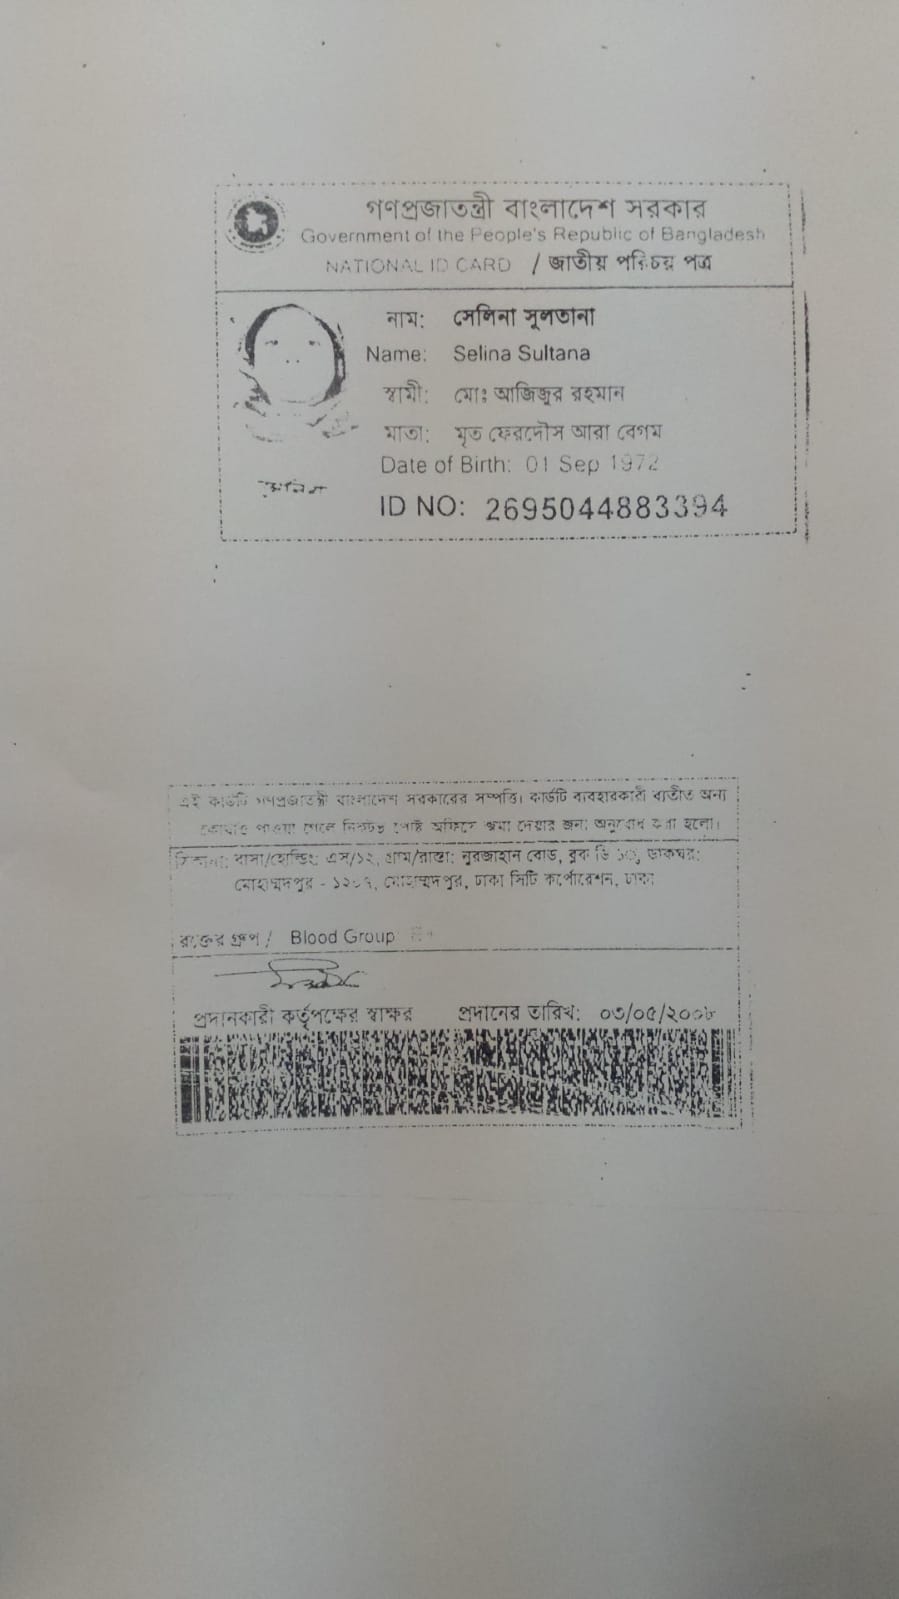 গণপ্রজাতন্ত্রী বাংলাদেশ সরকার
Government of the People's Republic of Bangladesh
NATIONAL ID CARD / জাতীয় পরিচয় পত্র
নাম: সেলিনা সুলতানা
Name: Selina Sultana
স্বামী: মোঃ আজিজুর রহমান
মাতা: মৃত ফেরদৌস আরা বেগম
Date of Birth: 01 Sep 1972
ID NO: 2695044883394
সেলিনা
এই কার্ডটি গণপ্রজাতন্ত্রী বাংলাদেশ সরকারের সম্পত্তি। কার্ডটি ব্যবহারকারী ব্যতীত অন্য
কোথাও পাওয়া গেলে নিকটস্থ পোষ্ট অফিসে জমা দেয়ার জন্য অনুরোধ করা হলো।
ঠিকানা: বাসা/হোল্ডিং: এস/১২, গ্রাম/রাস্তা: নুরজাহান রোড, ব্লক ডি ডাকঘর:
মোহাম্মদপুর - ১২০৭, মোহাম্মদপুর, ঢাকা সিটি কর্পোরেশন, ঢাকা
রক্তের গ্রুপ / Blood Group
প্রদানকারী কর্তৃপক্ষের স্বাক্ষর প্রদানের তারিখ: ০৩/০৫/২০০৮